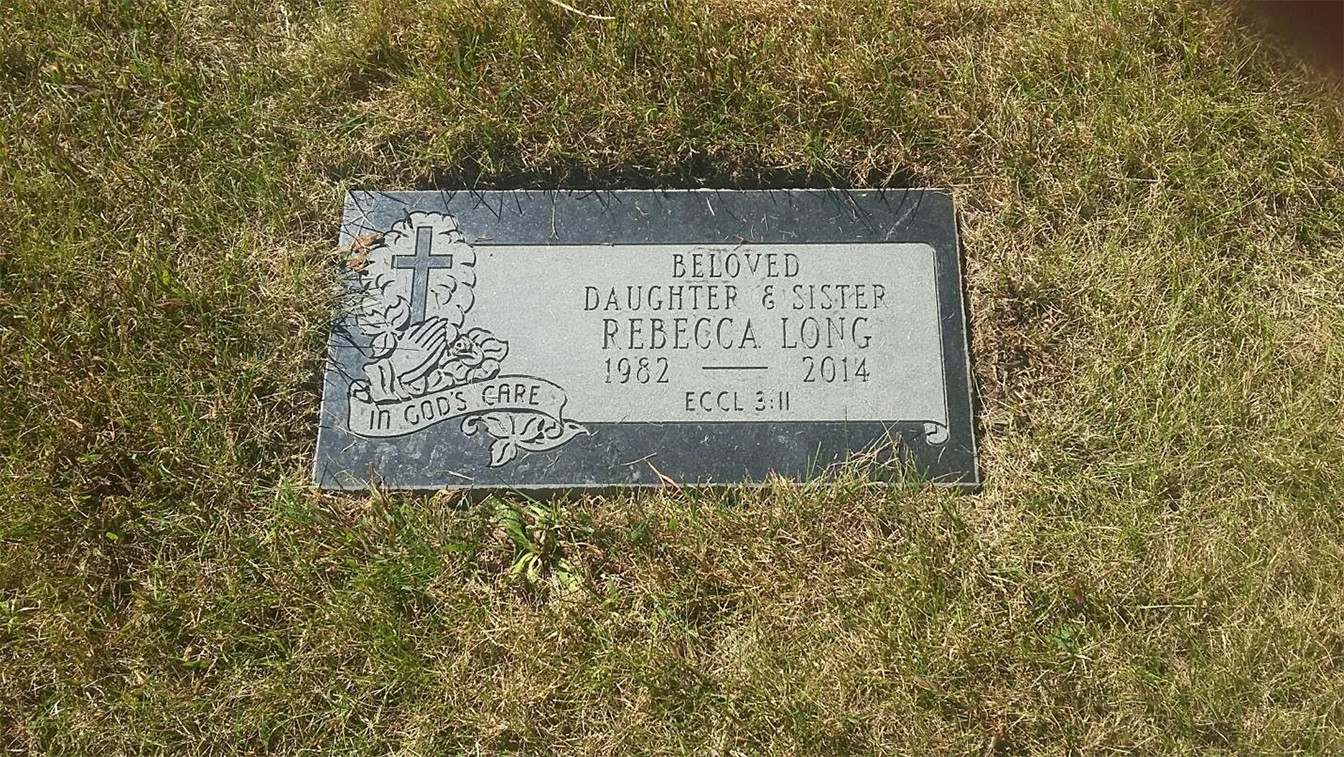 BELOVED
DAUGHTER & SISTER
REBECCA LONG
1982 — 2014
ECCL 3:11
IN GOD'S CARE